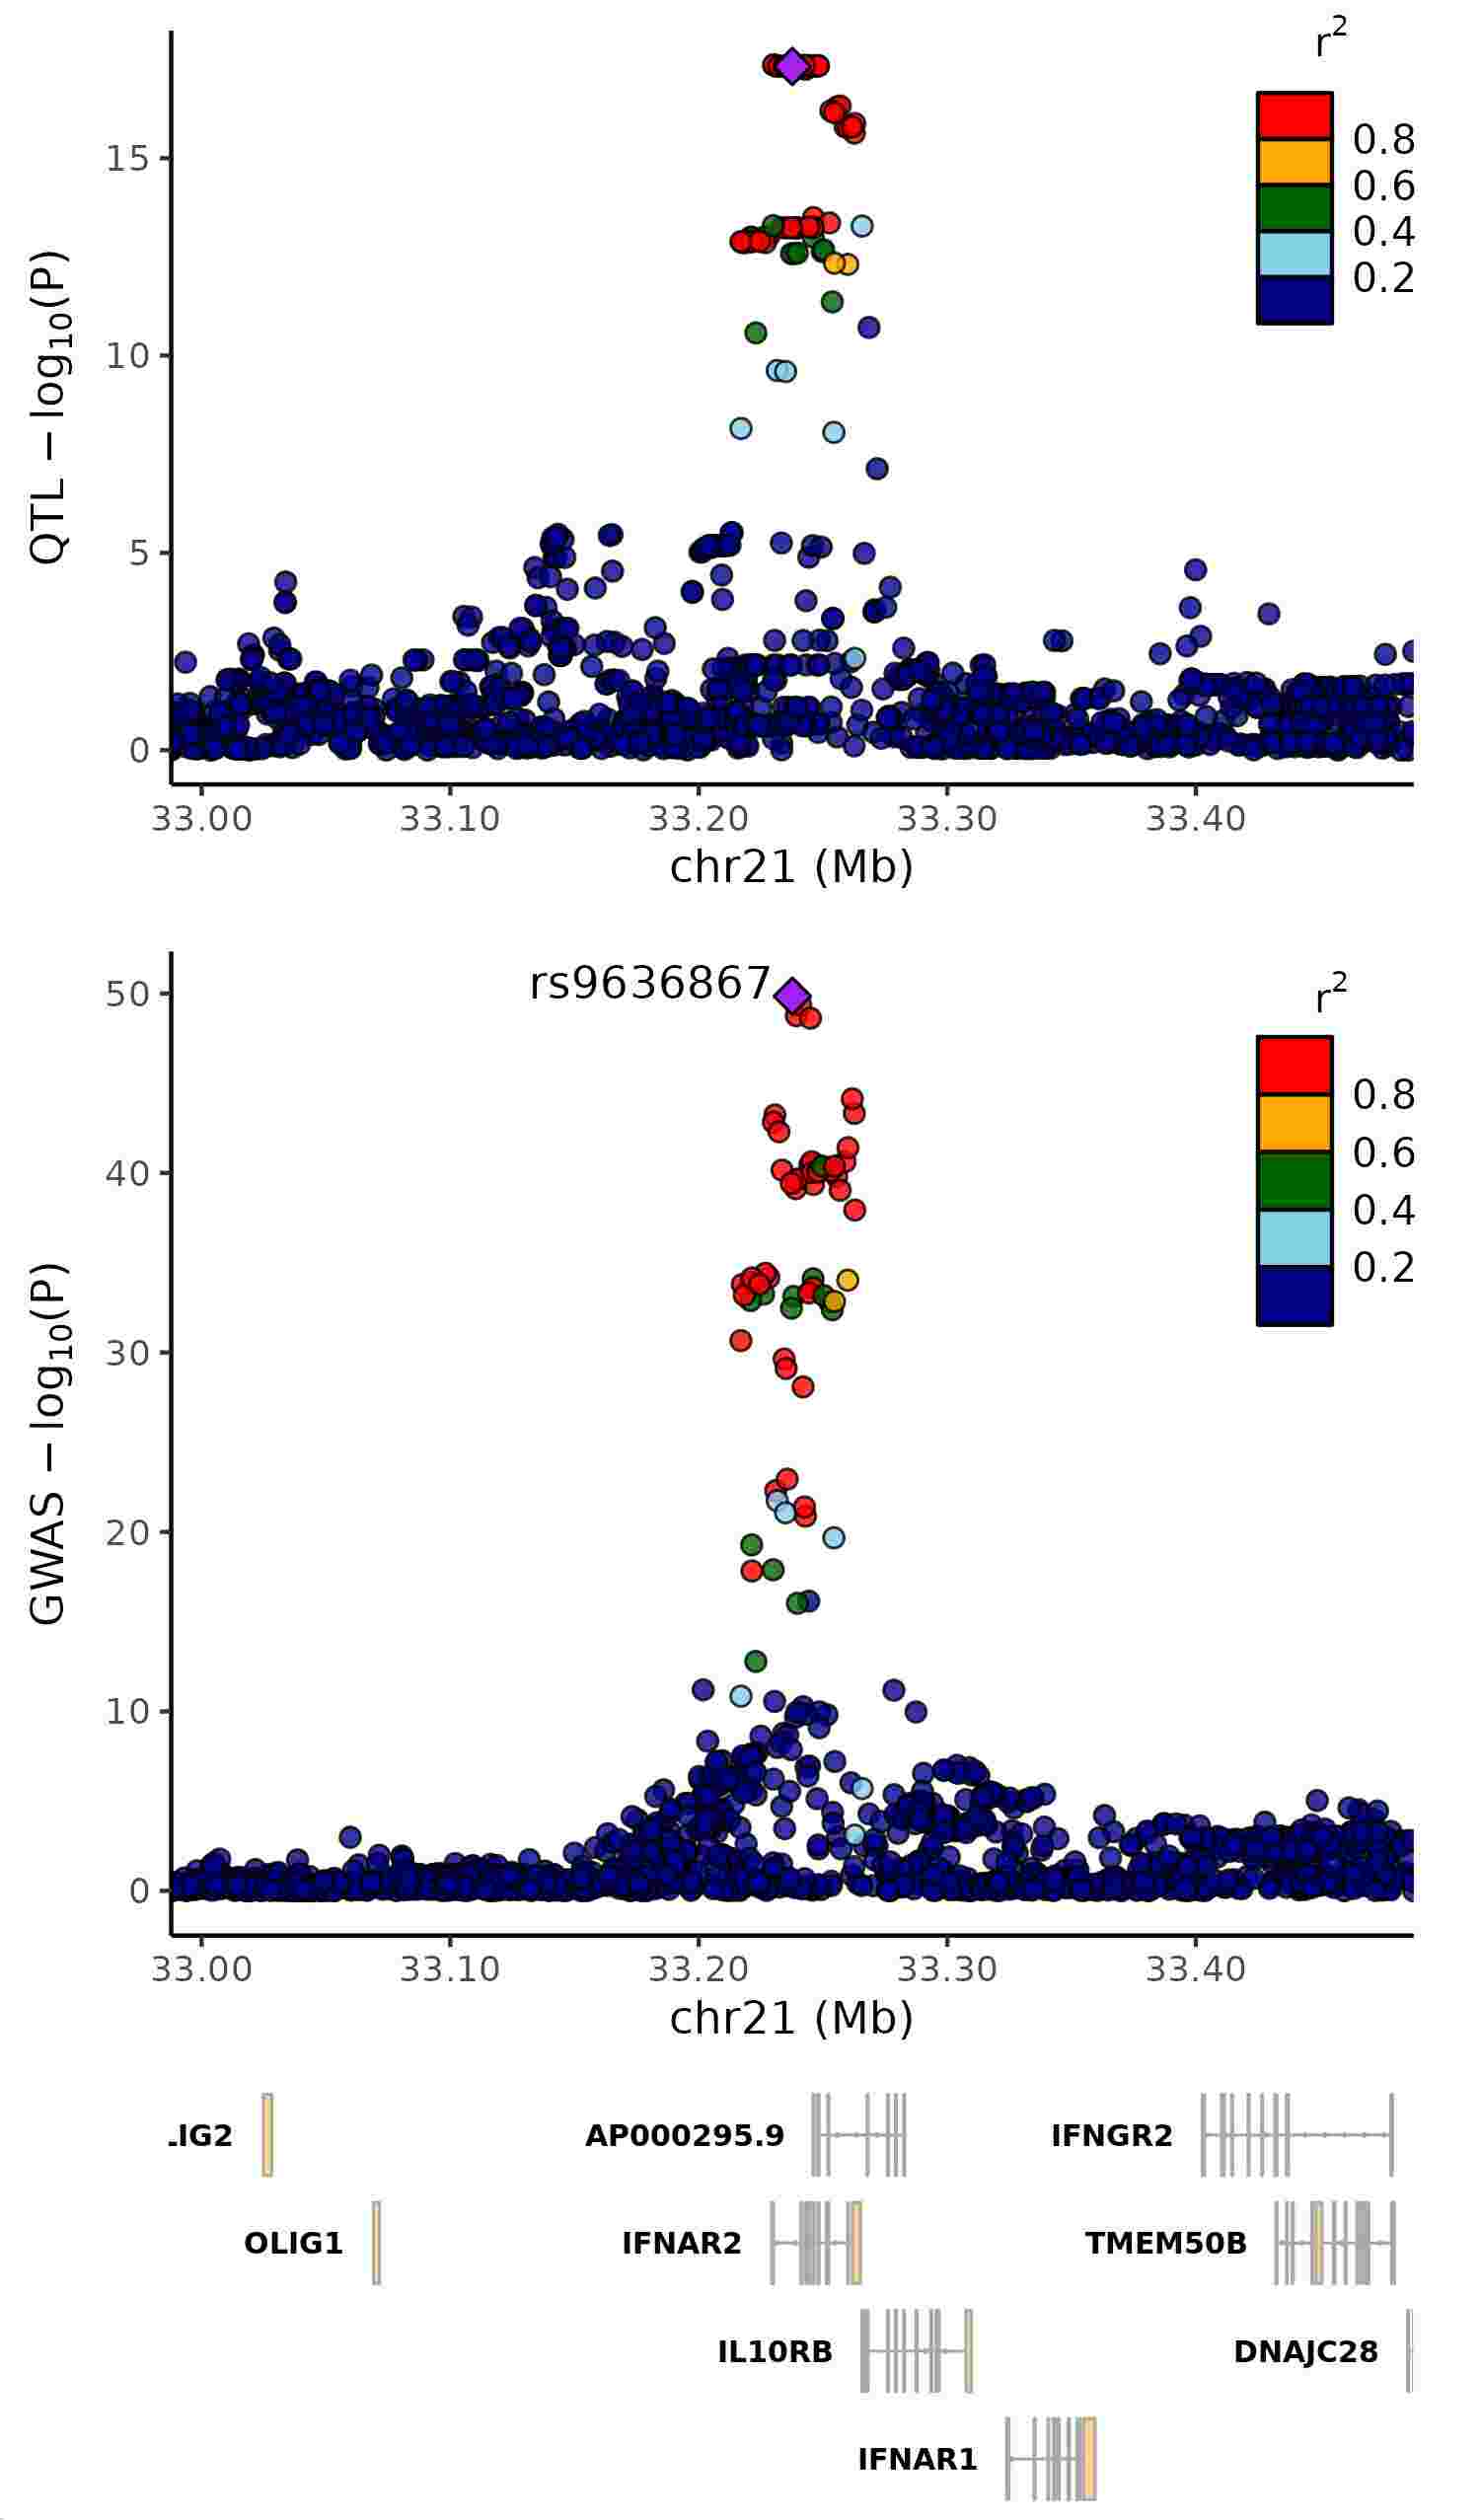 r2
0.8
0.6
0.4
0.2
15
10
5
0
QTL − log10(P)
33.00 33.10 33.20 33.30 33.40
chr21 (Mb)
rs9636867
r2
0.8
0.6
0.4
0.2
50
40
30
20
10
0
GWAS − log10(P)
33.00 33.10 33.20 33.30 33.40
chr21 (Mb)
.IG2 AP000295.9 IFNGR2
OLIG1 IFNAR2 TMEM50B
IL10RB DNAJC28
IFNAR1